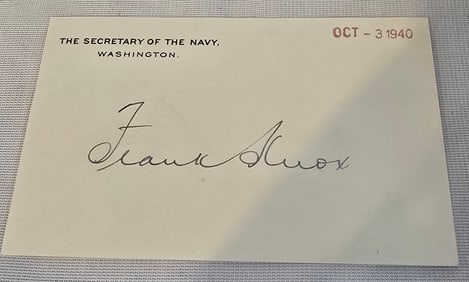 THE SECRETARY OF THE NAVY,
WASHINGTON.
OCT - 3 1940
Frank Knox